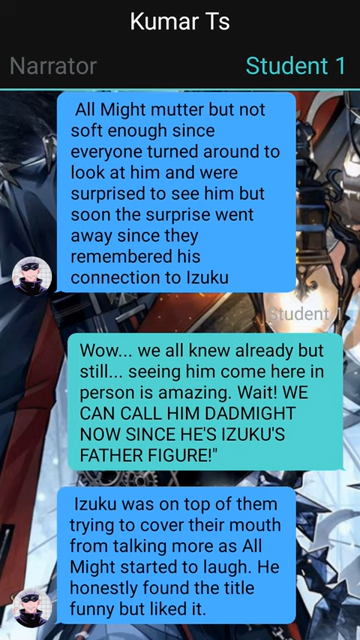 Kumar Ts
Narrator
Student 1
All Might mutter but not
soft enough since
everyone turned around to
look at him and were
surprised to see him but
soon the surprise went
away since they
remembered his
connection to Izuku
Student 1
Wow... we all knew already but
still... seeing him come here in
person is amazing. Wait! WE
CAN CALL HIM DADMIGHT
NOW SINCE HE'S IZUKU'S
FATHER FIGURE!"
Izuku was on top of them
trying to cover their mouth
from talking more as All
Might started to laugh. He
honestly found the title
funny but liked it.